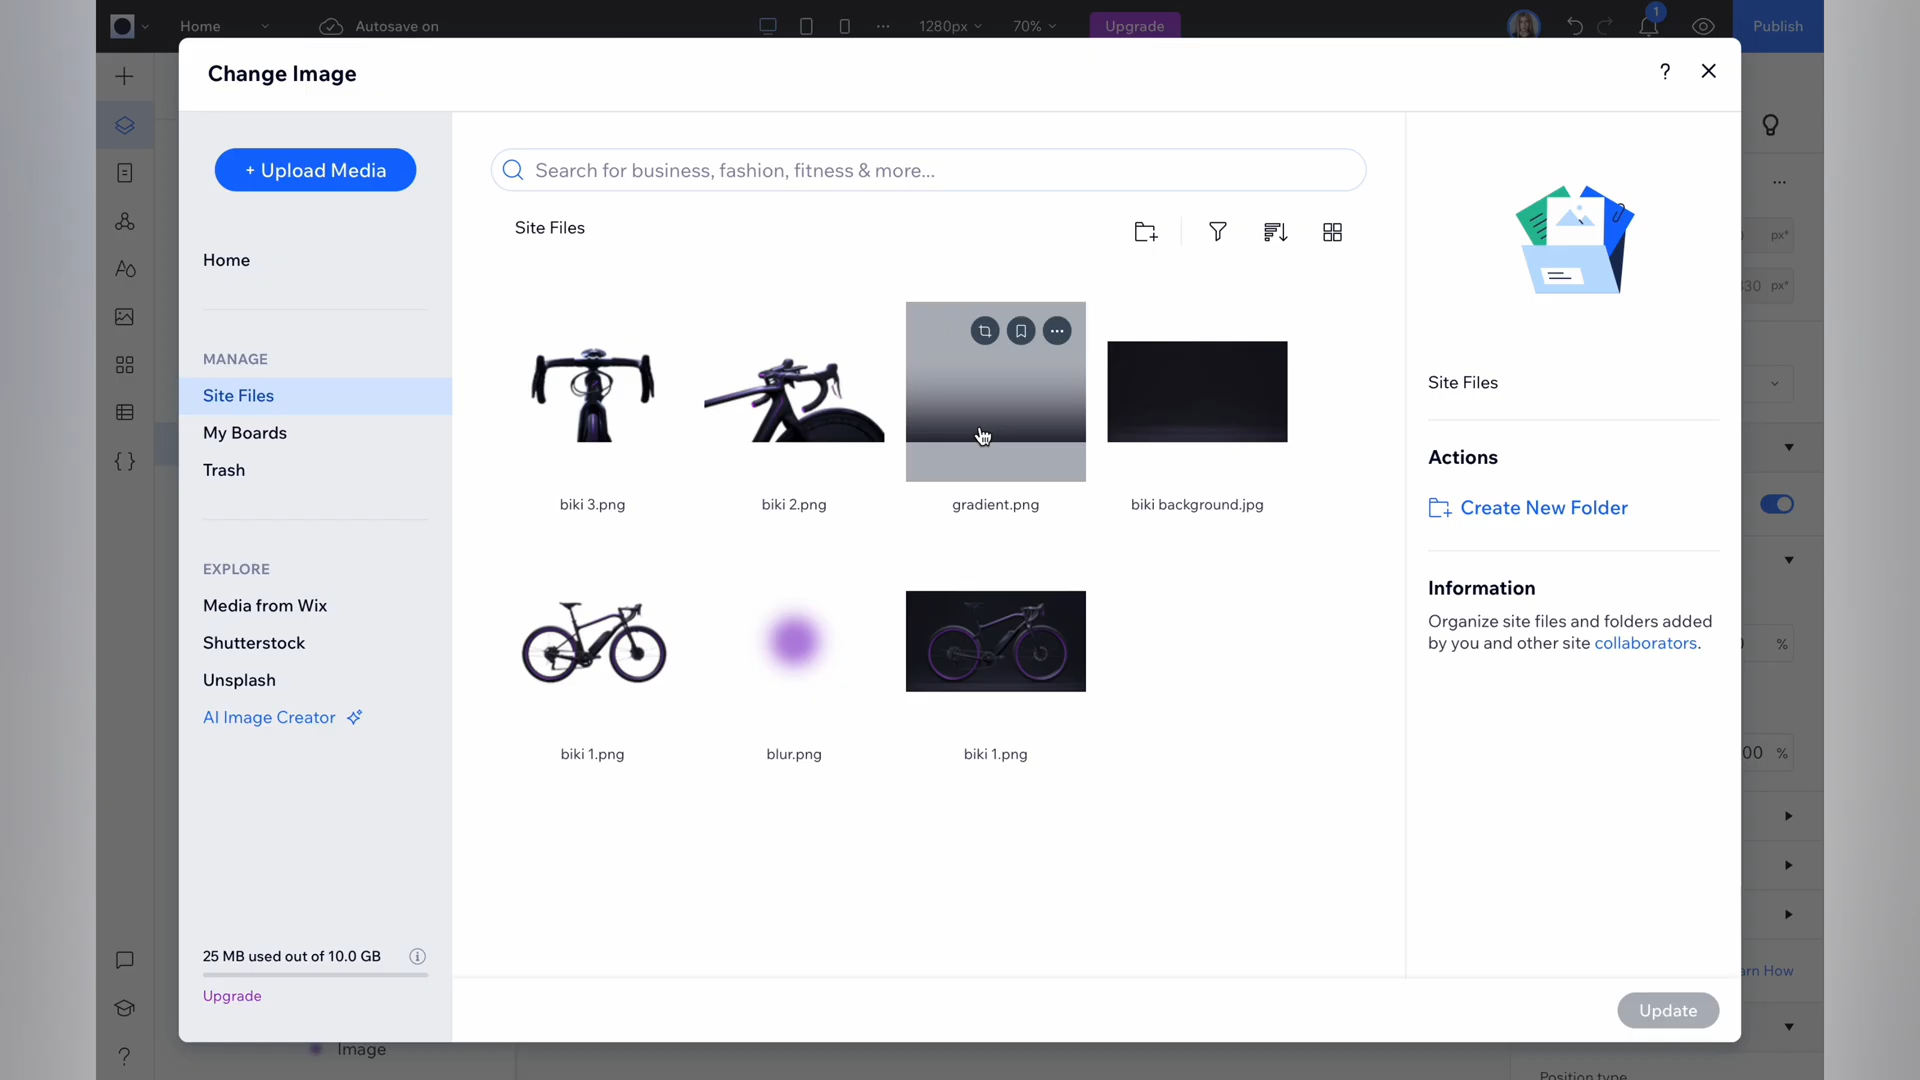 Home
Autosave on
1280px
70%
Upgrade
1
Publish
Change Image
?
+ Upload Media
Search for business, fashion, fitness & more...
Home
MANAGE
Site Files
My Boards
Trash
EXPLORE
Media from Wix
Shutterstock
Unsplash
AI Image Creator
25 MB used out of 10.0 GB
Upgrade
Site Files
biki 3.png
biki 2.png
gradient.png
biki background.jpg
biki 1.png
blur.png
biki 1.png
Site Files
Actions
Create New Folder
Information
Organize site files and folders added
by you and other site collaborators.
Update
px*
px*
%
00 %
How
?
Image
Position type